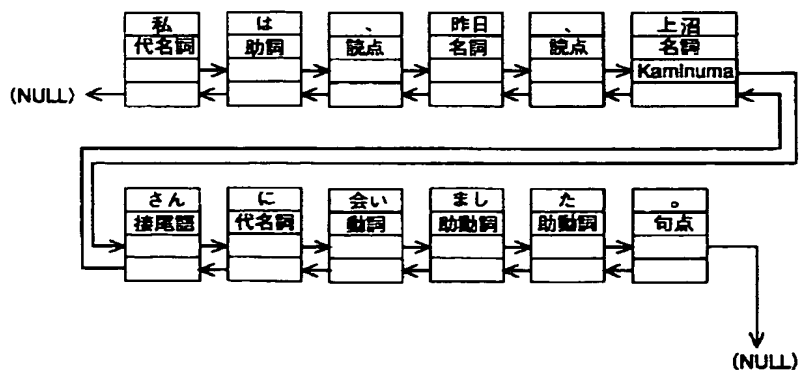 私 は 、 昨日 、 上沼
代名詞 助詞 読点 名詞 読点 名詞
Kaminuma
(NULL)
さん に 会い まし た 。
接尾語 代名詞 動詞 助動詞 助動詞 句点
(NULL)